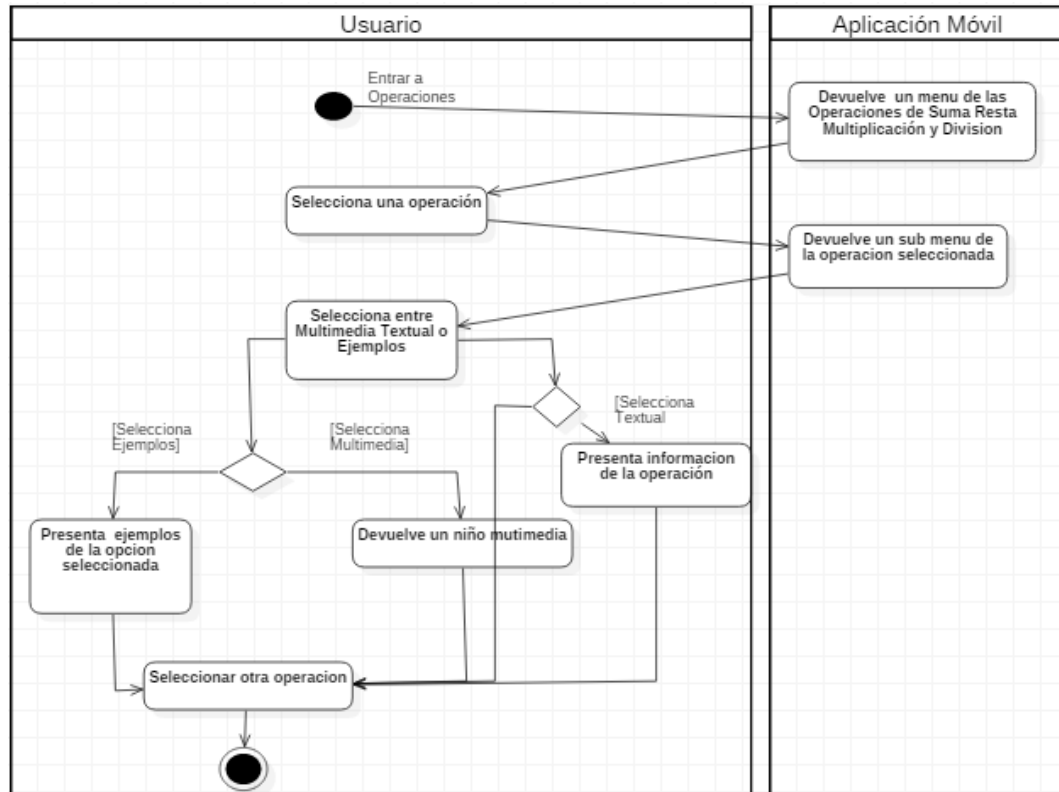 Usuario
Aplicación Móvil
Entrar a
Operaciones
Devuelve un menu de las
Operaciones de Suma Resta
Multiplicación y Division
Selecciona una operación
Devuelve un sub menu de
la operacion seleccionada
Selecciona entre
Multimedia Textual o
Ejemplos
[Selecciona
Textual
[Selecciona
Ejemplos]
[Selecciona
Multimedia]
Presenta informacion
de la operación
Presenta ejemplos
de la opcion
seleccionada
Devuelve un niño mutimedia
Seleccionar otra operacion